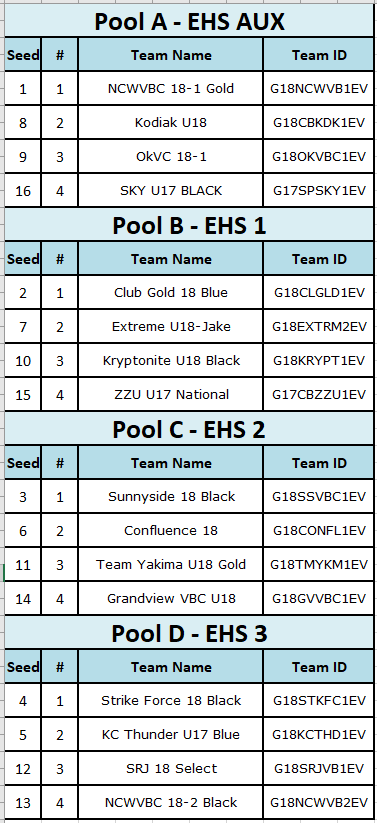 Pool A - EHS AUX
Seed # Team Name Team ID
1 1 NCWVBC 18-1 Gold G18NCWVB1EV
8 2 Kodiak U18 G18CBKDK1EV
9 3 OkVC 18-1 G18OKVBC1EV
16 4 SKY U17 BLACK G17SPSKY1EV
Pool B - EHS 1
Seed # Team Name Team ID
2 1 Club Gold 18 Blue G18CLGLD1EV
7 2 Extreme U18-Jake G18EXTRM2EV
10 3 Kryptonite U18 Black G18KRYPT1EV
15 4 ZZU U17 National G17CBZZU1EV
Pool C - EHS 2
Seed # Team Name Team ID
3 1 Sunnyside 18 Black G18SSVBC1EV
6 2 Confluence 18 G18CONFL1EV
11 3 Team Yakima U18 Gold G18TMYKM1EV
14 4 Grandview VBC U18 G18GVVBC1EV
Pool D - EHS 3
Seed # Team Name Team ID
4 1 Strike Force 18 Black G18STKFC1EV
5 2 KC Thunder U17 Blue G18KCTHD1EV
12 3 SRJ 18 Select G18SRJVB1EV
13 4 NCWVBC 18-2 Black G18NCWVB2EV